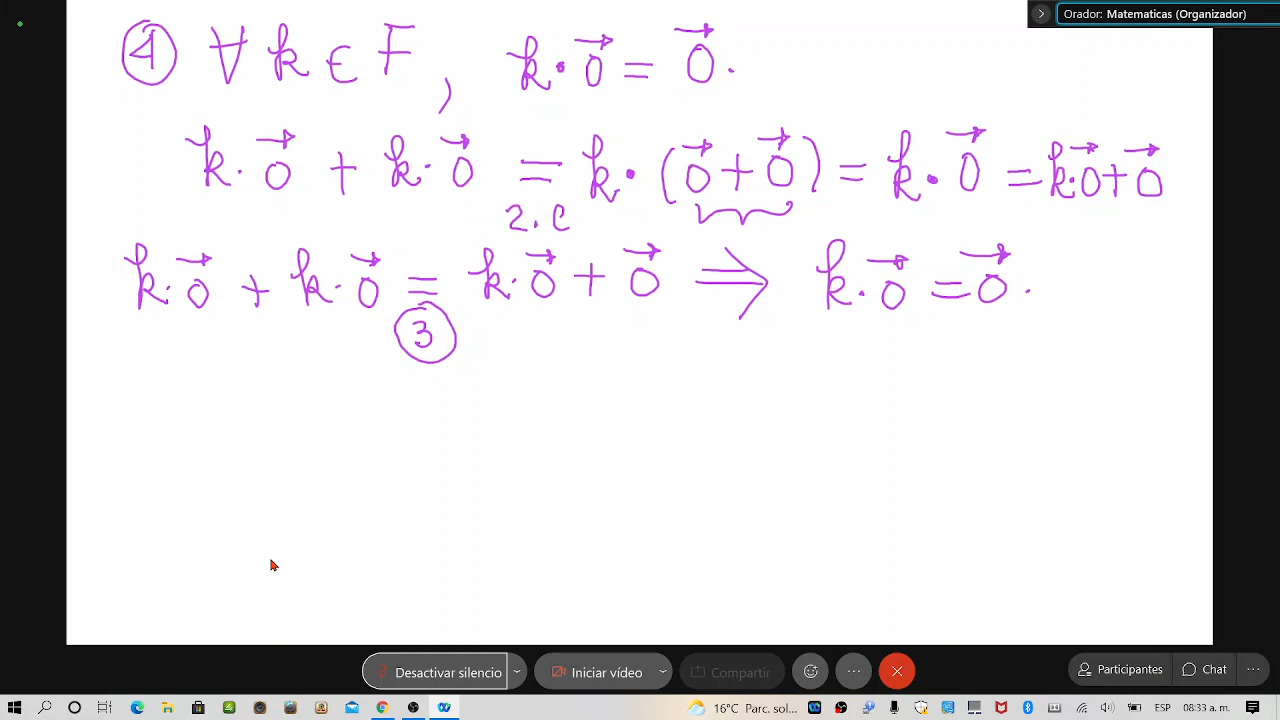 Orador: Matematicas (Organizador)
④ ∀ k ∈ F, k·0⃗ = 0⃗.
k·0⃗ + k·0⃗ = k·(0⃗ + 0⃗) = k·0⃗ = k·0⃗ + 0⃗
2.c
k·0⃗ + k·0⃗ = k·0⃗ + 0⃗ ⟹ k·0⃗ = 0⃗.
③
Desactivar silencio
Iniciar vídeo
Compartir
Participantes
Chat
16°C Parc. sol...
ESP
08:33 a. m.